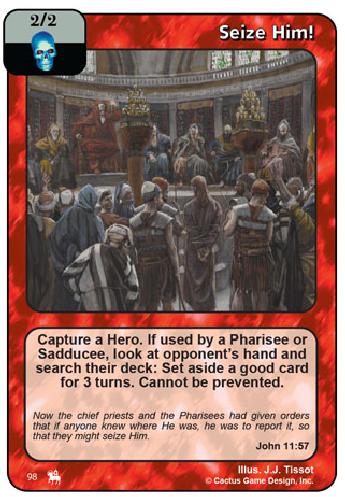 2/2
Seize Him!
Capture a Hero. If used by a Pharisee or
Sadducee, look at opponent's hand and
search their deck: Set aside a good card
for 3 turns. Cannot be prevented.
Now the chief priests and the Pharisees had given orders
that if anyone knew where He was, he was to report it, so
that they might seize Him.
John 11:57
Illus. J.J. Tissot
98
© Cactus Game Design, Inc.